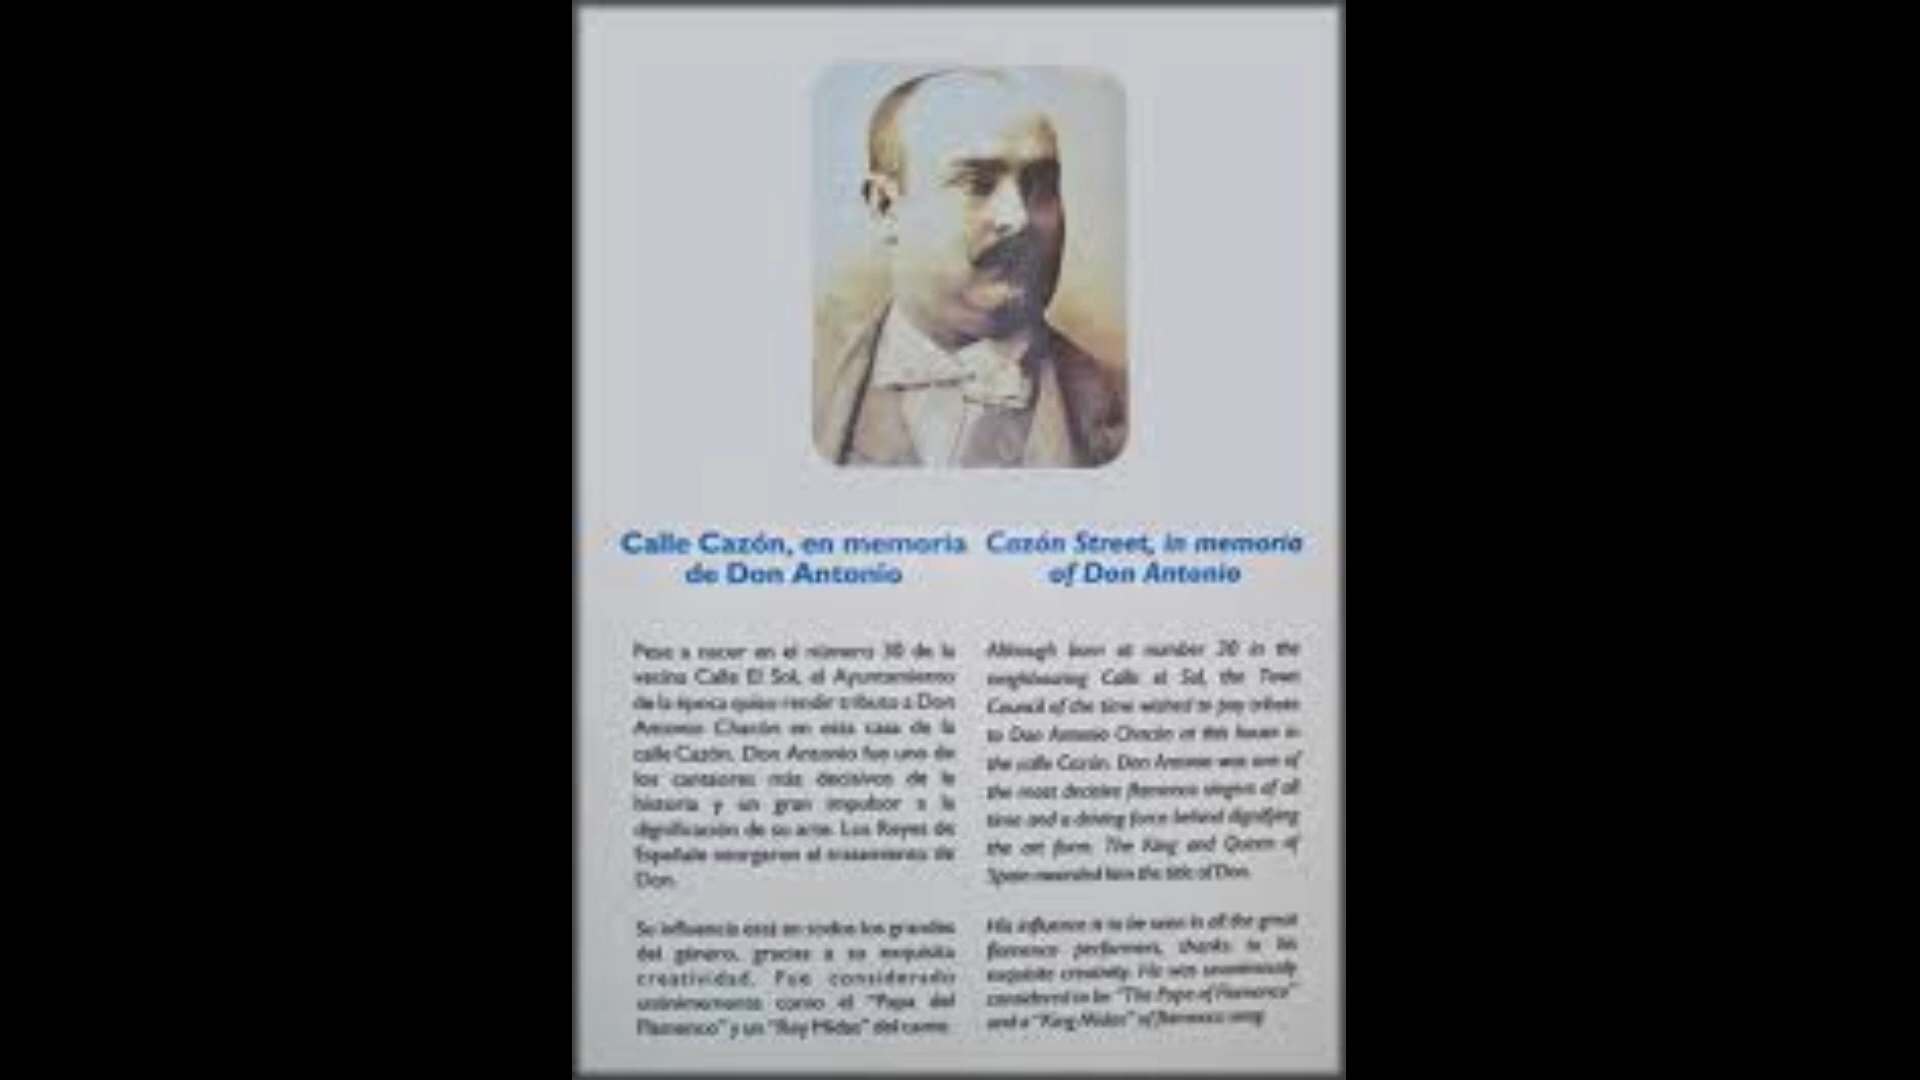 Calle Cazón, en memoria
de Don Antonio
Pese a nacer en el número 30 de la
vecina Calle El Sol, el Ayuntamiento
de la época quiso rendir tributo a Don
Antonio Chacón en esta casa de la
calle Cazón. Don Antonio fue uno de
los cantaores más decisivos de la
historia y un gran impulsor a la
dignificación de su arte. Los Reyes de
otorgaron el tratamiento de
Don.
Su influencia está en todos los grandes
del género, gracias a su exquisita
creatividad. Fue considerado
como el "Papa del
Flamenco" y un "Rey Midas" del cante.
Cazón Street, in memoria
of Don Antonio
Although born at number 30 in the
neighbouring Calle el Sol, the Town
Council of the time wished to pay tribute
to Don Antonio Chacón at this house in
the calle Cazón. Don Antonio was one of
the most decisive flamenco singers of all
time and a driving force behind dignifying
the art form. The King and Queen of
Spain awarded him the title of Don.
His influence is to be seen in all the great
flamenco performers, thanks to his
exquisite creativity. He was unanimously
considered to be "The Pope of Flamenco"
and a "King Midas" of flamenco song.